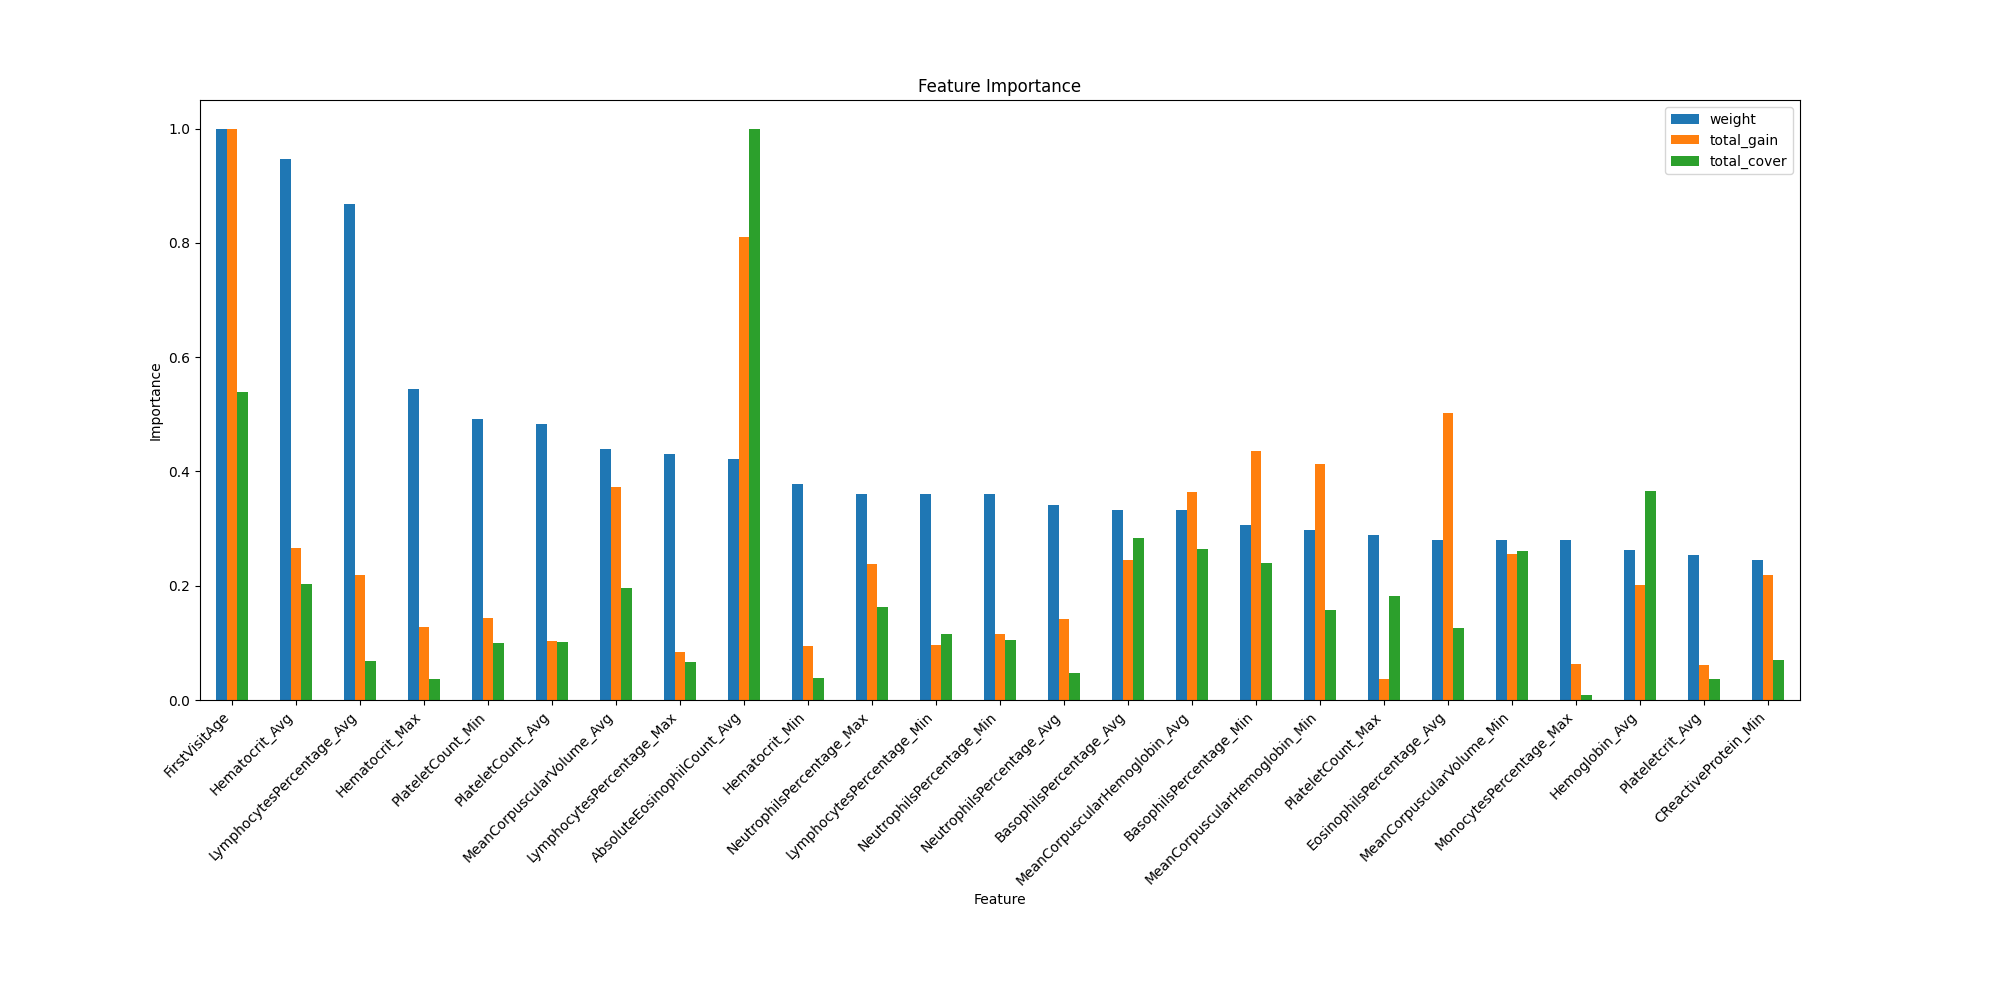 Feature Importance
weight
total_gain
total_cover
1.0
0.8
0.6
0.4
0.2
0.0
Importance
FirstVisitAge
Hematocrit_Avg
LymphocytesPercentage_Avg
Hematocrit_Max
PlateletCount_Min
PlateletCount_Avg
MeanCorpuscularVolume_Avg
LymphocytesPercentage_Max
AbsoluteEosinophilCount_Avg
Hematocrit_Min
NeutrophilsPercentage_Max
LymphocytesPercentage_Min
NeutrophilsPercentage_Min
NeutrophilsPercentage_Avg
BasophilsPercentage_Avg
MeanCorpuscularHemoglobin_Avg
BasophilsPercentage_Min
MeanCorpuscularHemoglobin_Min
PlateletCount_Max
EosinophilsPercentage_Avg
MeanCorpuscularVolume_Min
MonocytesPercentage_Max
Hemoglobin_Avg
Plateletcrit_Avg
CReactiveProtein_Min
Feature